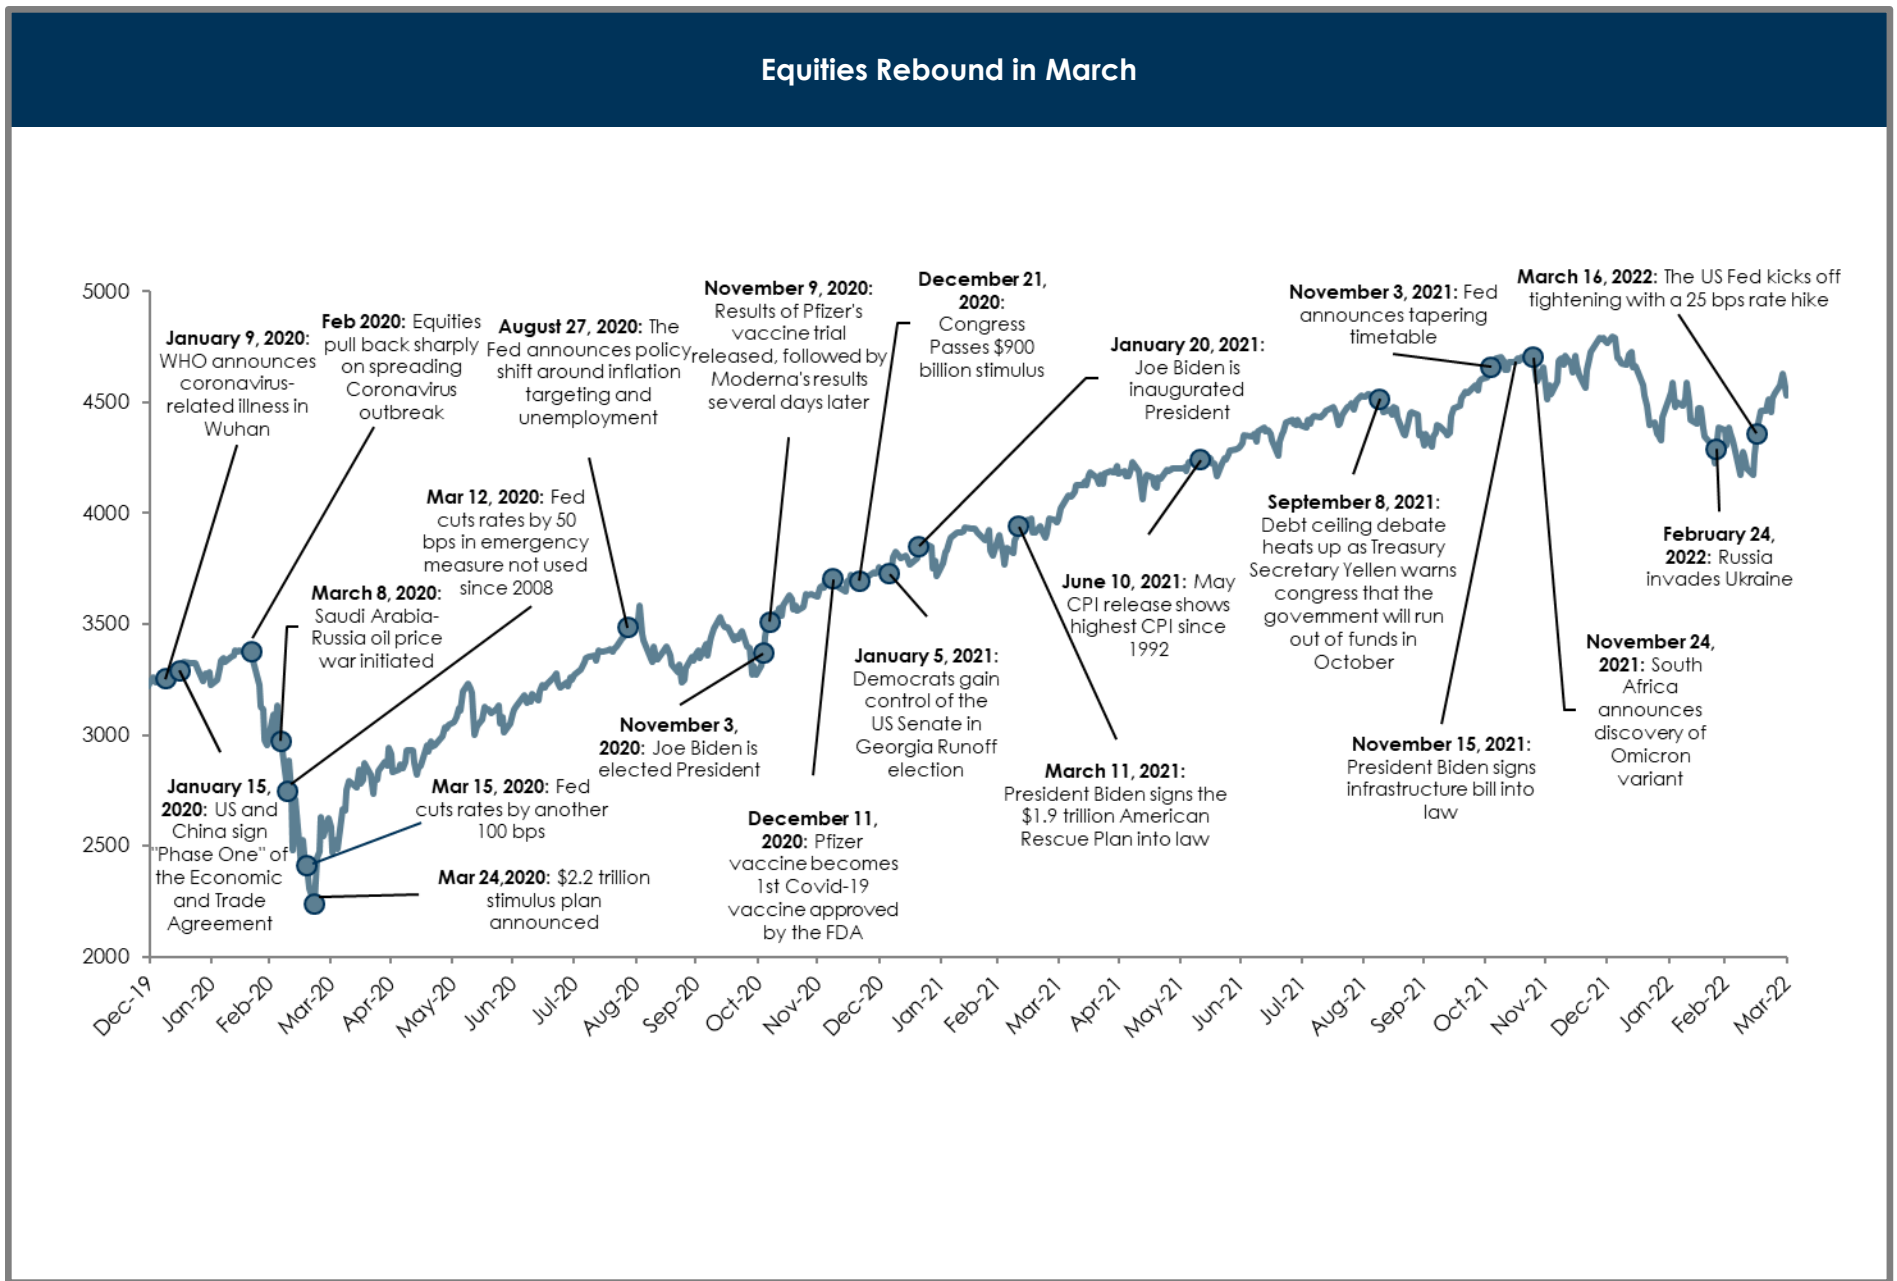 Equities Rebound in March
5000
4500
4000
3500
3000
2500
2000
January 9, 2020:
WHO announces
coronavirus-
related illness in
Wuhan
Feb 2020: Equities
pull back sharply
on spreading
Coronavirus
outbreak
August 27, 2020: The
Fed announces policy
shift around inflation
targeting and
unemployment
November 9, 2020:
Results of Pfizer's
vaccine trial
released, followed by
Moderna's results
several days later
December 21,
2020:
Congress
Passes $900
billion stimulus
January 20, 2021:
Joe Biden is
inaugurated
President
November 3, 2021: Fed
announces tapering
timetable
March 16, 2022: The US Fed kicks off
tightening with a 25 bps rate hike
Mar 12, 2020: Fed
cuts rates by 50
bps in emergency
measure not used
since 2008
March 8, 2020:
Saudi Arabia-
Russia oil price
war initiated
January 15,
2020: US and
China sign
"Phase One" of
the Economic
and Trade
Agreement
Mar 15, 2020: Fed
cuts rates by another
100 bps
Mar 24,2020: $2.2 trillion
stimulus plan
announced
November 3,
2020: Joe Biden is
elected President
December 11,
2020: Pfizer
vaccine becomes
1st Covid-19
vaccine approved
by the FDA
January 5, 2021:
Democrats gain
control of the
US Senate in
Georgia Runoff
election
March 11, 2021:
President Biden signs the
$1.9 trillion American
Rescue Plan into law
June 10, 2021: May
CPI release shows
highest CPI since
1992
September 8, 2021:
Debt ceiling debate
heats up as Treasury
Secretary Yellen warns
congress that the
government will run
out of funds in
October
November 15, 2021:
President Biden signs
infrastructure bill into
law
November 24,
2021: South
Africa
announces
discovery of
Omicron
variant
February 24,
2022: Russia
invades Ukraine
Dec-19
Jan-20
Feb-20
Mar-20
Apr-20
May-20
Jun-20
Jul-20
Aug-20
Sep-20
Oct-20
Nov-20
Dec-20
Jan-21
Feb-21
Mar-21
Apr-21
May-21
Jun-21
Jul-21
Aug-21
Sep-21
Oct-21
Nov-21
Dec-21
Jan-22
Feb-22
Mar-22